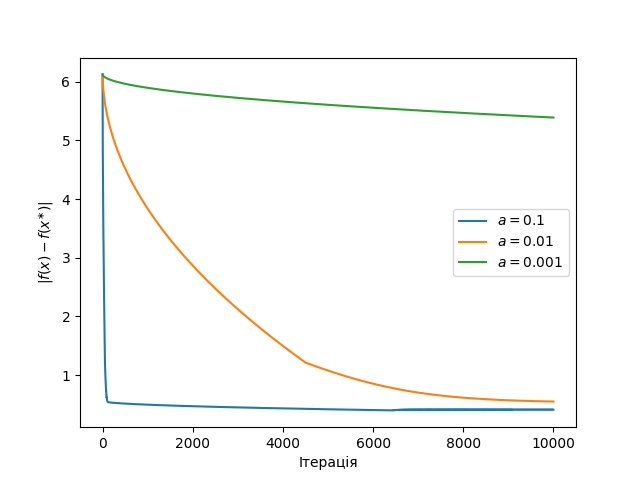 6
5
4
3
2
1
|f(x) − f(x*)|
a = 0.1
a = 0.01
a = 0.001
0 2000 4000 6000 8000 10000
Ітерація